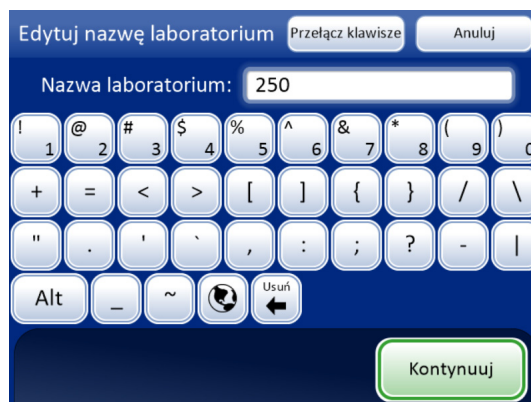 Edytuj nazwę laboratorium Przełącz klawisze Anuluj
Nazwa laboratorium: 250
! 1 @ 2 # 3 $ 4 % 5 ^ 6 & 7 * 8 ( 9 ) 0
+ = < > [ ] { } / \
" . ' ` , : ; ? - |
Alt _ ~ Usuń
Kontynuuj